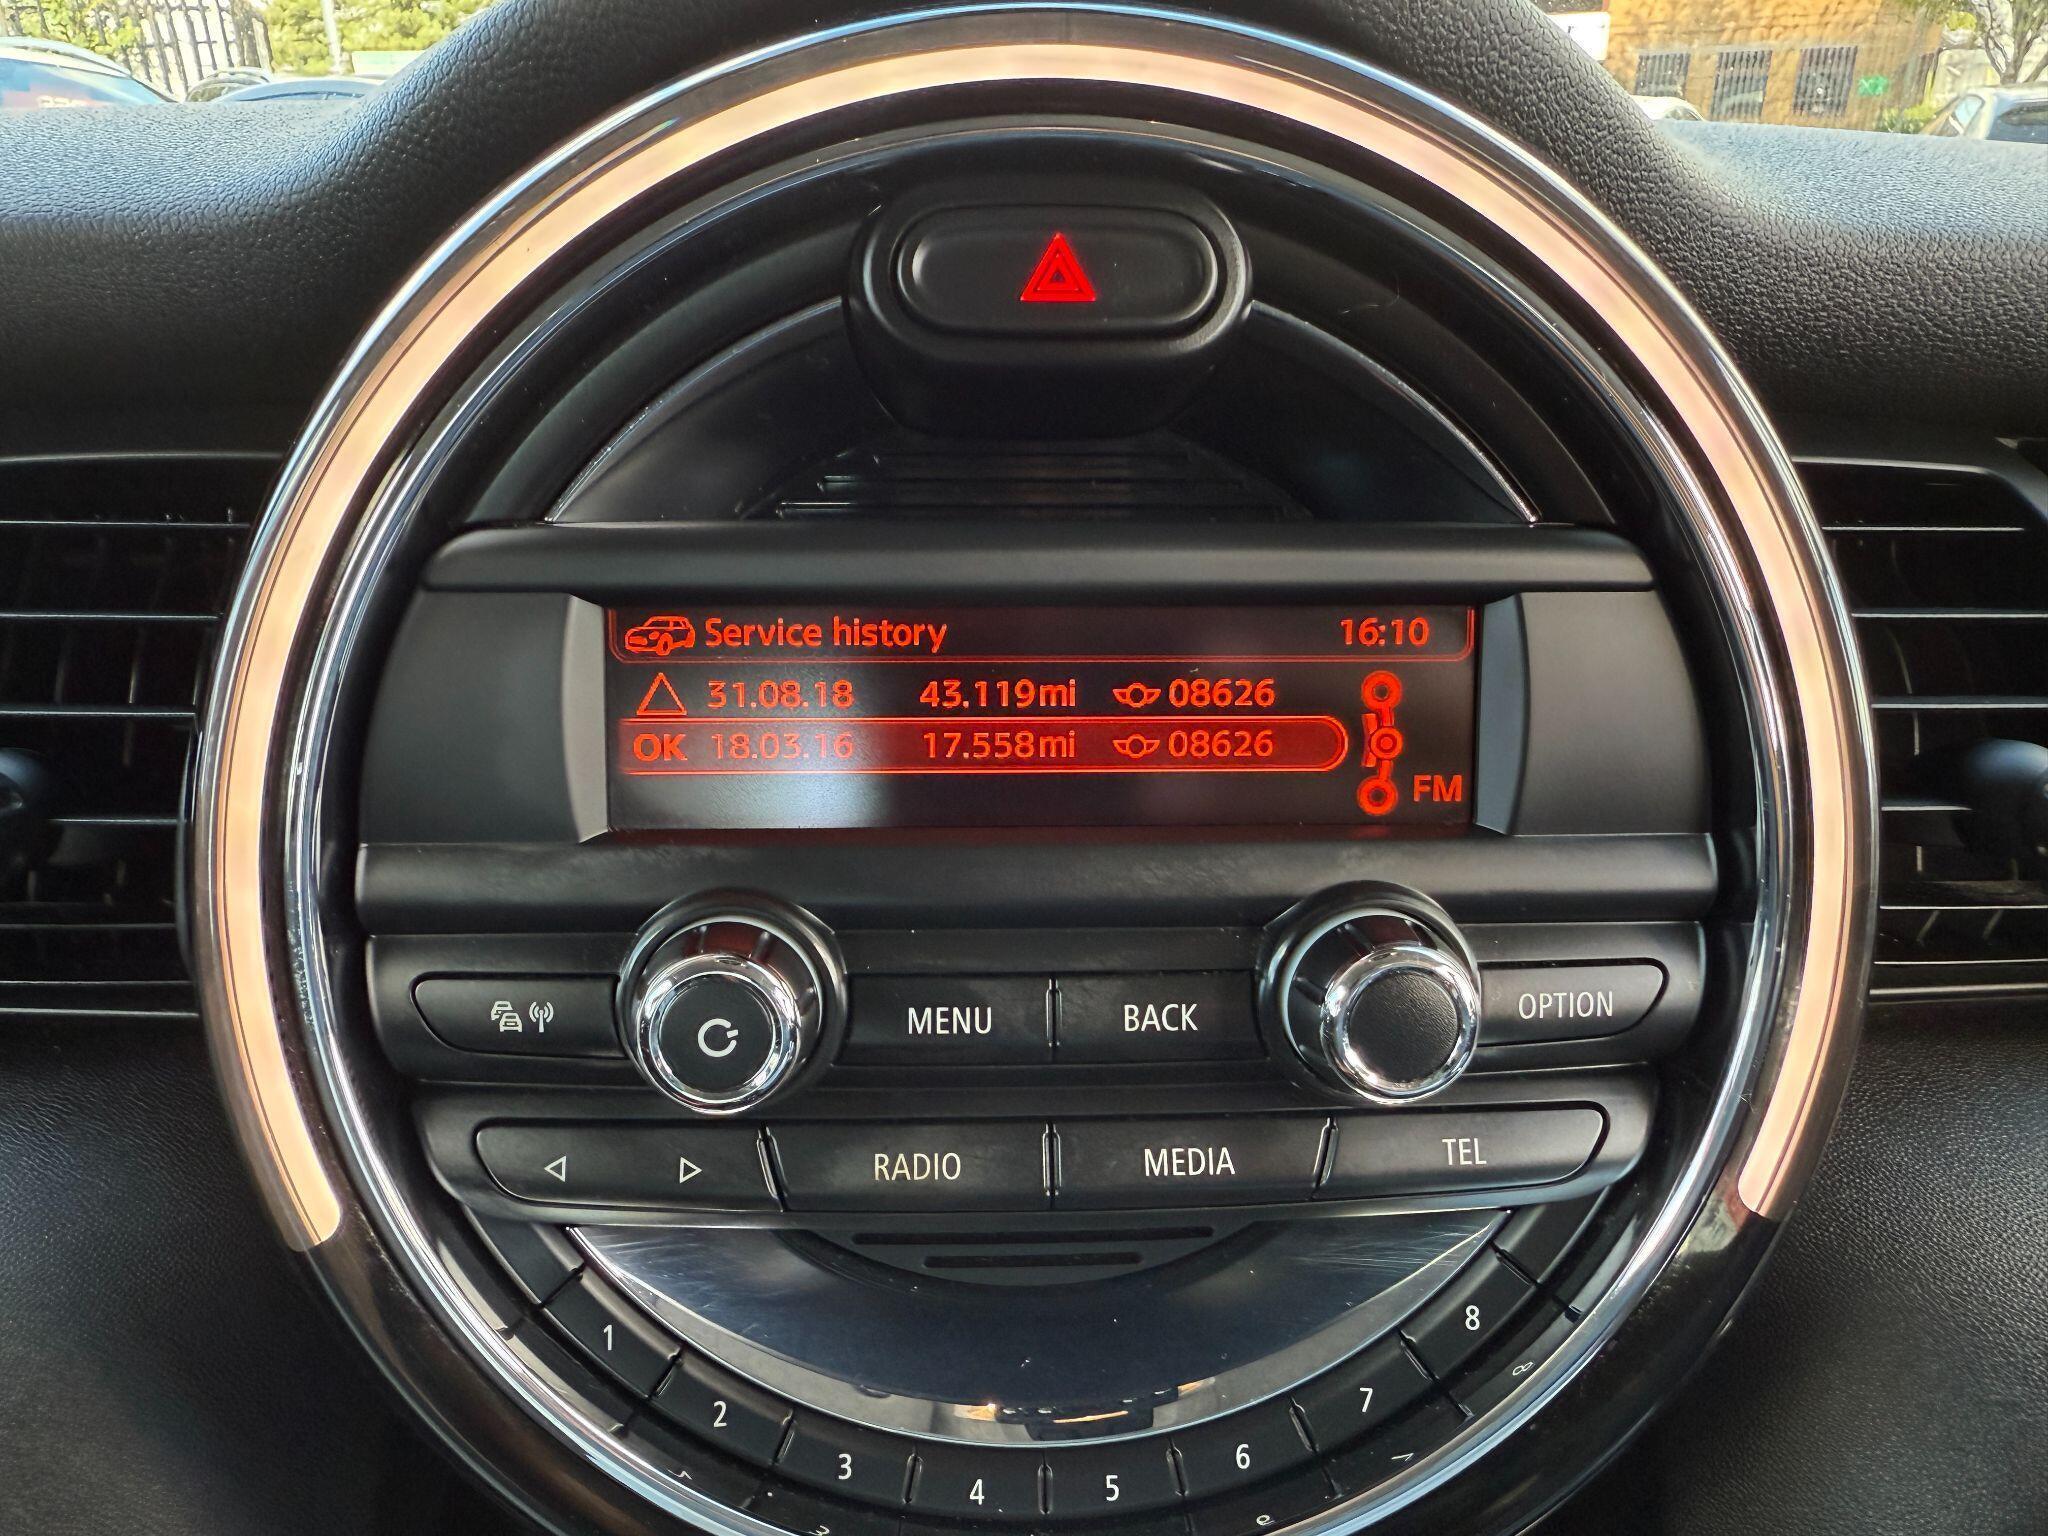 Service history 16:10
31.08.18 43.119mi 08626
OK 18.03.16 17.558mi 08626
FM
MENU BACK OPTION
RADIO MEDIA TEL
1 2 3 4 5 6 7 8